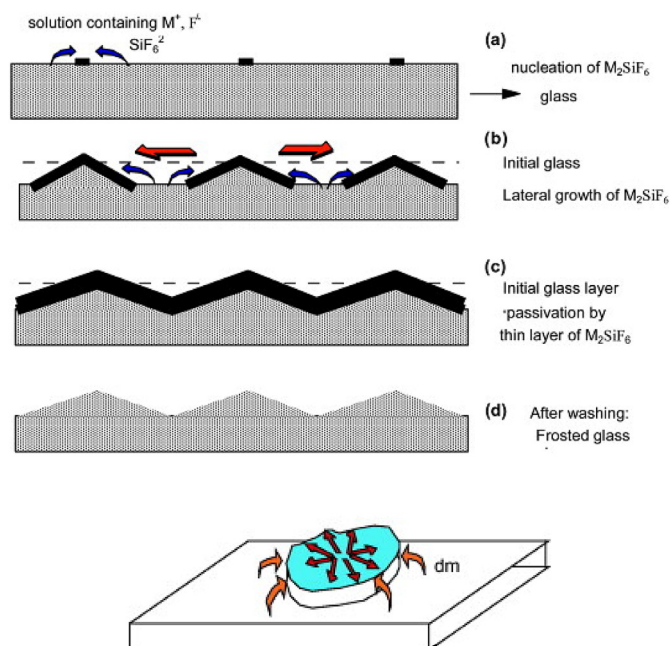 solution containing M⁺, F⁻
SiF₆²
(a)
nucleation of M₂SiF₆
glass
(b)
Initial glass
Lateral growth of M₂SiF₆
(c)
Initial glass layer
passivation by
thin layer of M₂SiF₆
(d) After washing:
Frosted glass
dm